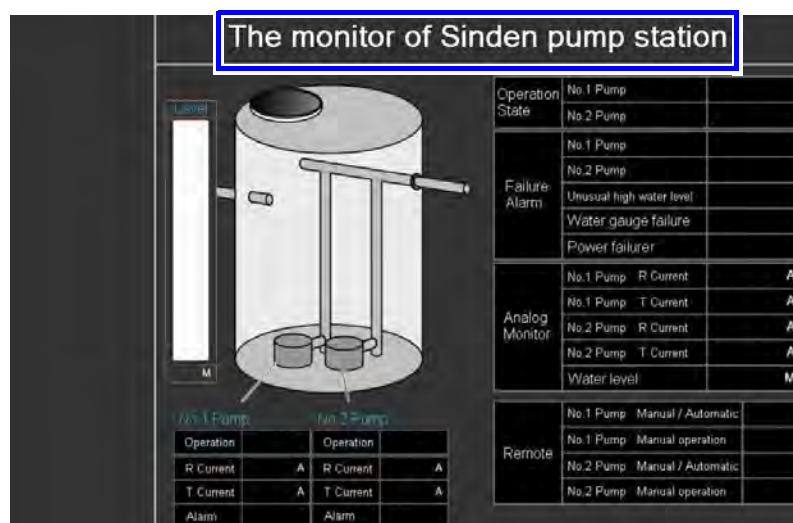 The monitor of Sinden pump station
Level
M
No.1 Pump
Operation
R Current A
T Current A
Alarm
No.2 Pump
Operation
R Current A
T Current A
Alarm
Operation State
No.1 Pump
No.2 Pump
Failure Alarm
No.1 Pump
No.2 Pump
Unusual high water level
Water gauge failure
Power failurer
Analog Monitor
No.1 Pump R Current A
No.1 Pump T Current A
No.2 Pump R Current A
No.2 Pump T Current A
Water level M
Remote
No.1 Pump Manual / Automatic
No.1 Pump Manual operation
No.2 Pump Manual / Automatic
No.2 Pump Manual operation